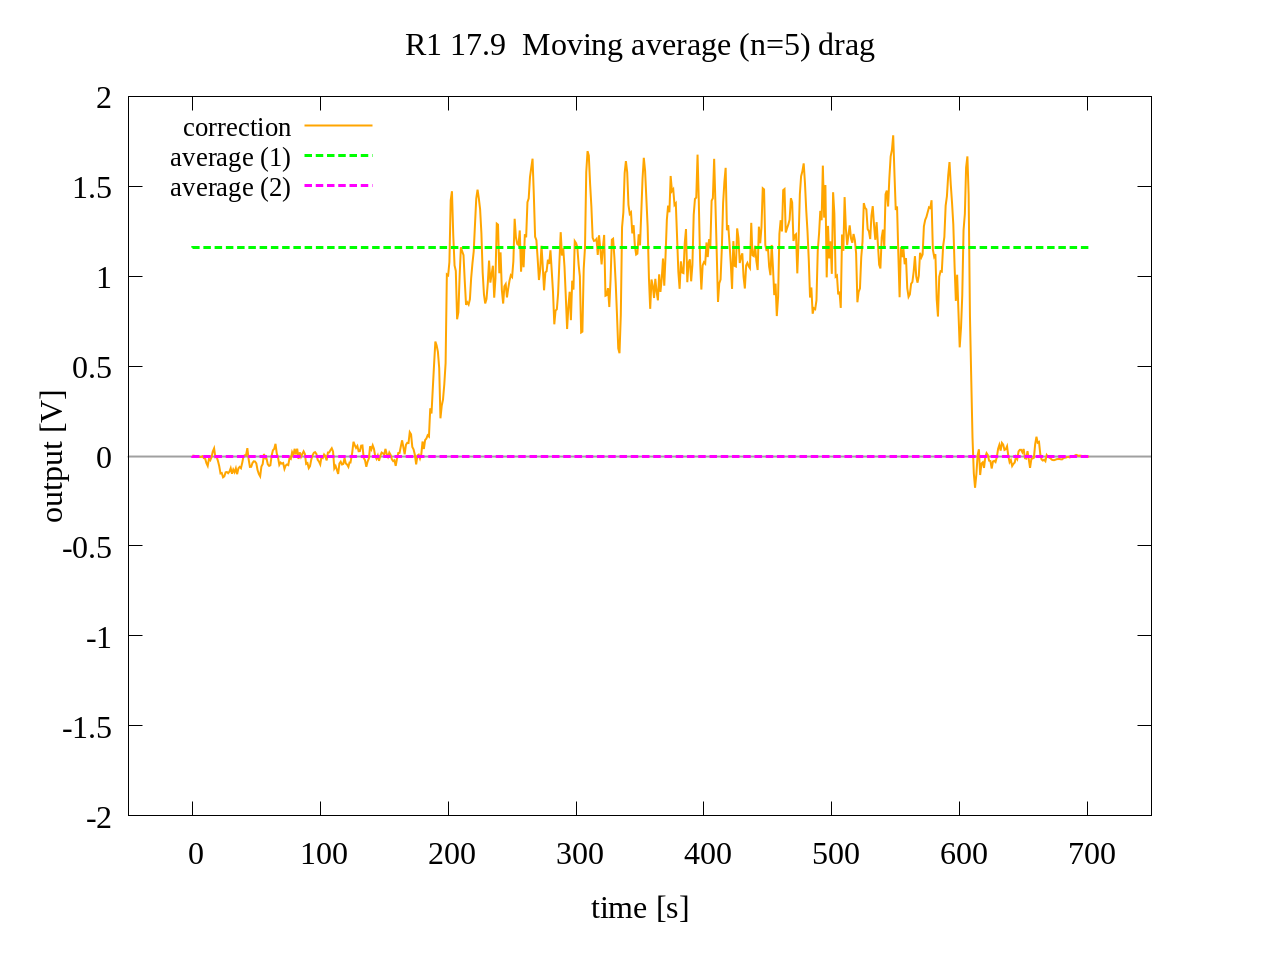 R1 17.9  Moving average (n=5) drag
correction
average (1)
average (2)
2
1.5
1
0.5
0
-0.5
-1
-1.5
-2
output [V]
0 100 200 300 400 500 600 700
time [s]